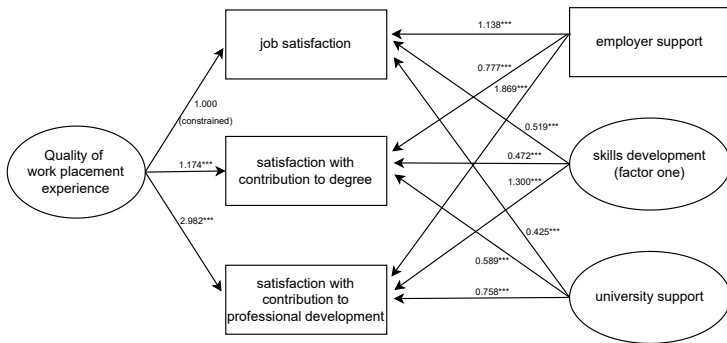 job satisfaction
1.138***
employer support
0.777***
1.869***
1.000
(constrained)
0.519***
Quality of
work placement
experience
1.174***
satisfaction with
contribution to degree
0.472***
skills development
(factor one)
1.300***
2.982***
0.425***
0.589***
satisfaction with
contribution to
professional development
0.758***
university support